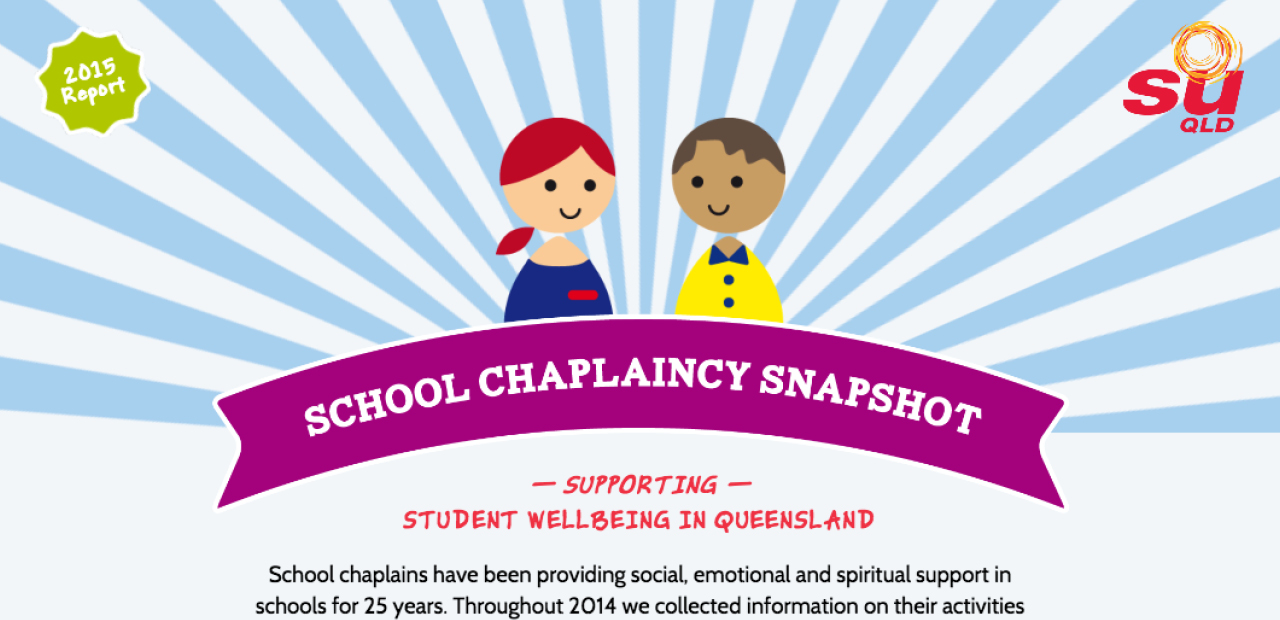 2015
Report
su
QLD
SCHOOL CHAPLAINCY SNAPSHOT
— SUPPORTING —
STUDENT WELLBEING IN QUEENSLAND
School chaplains have been providing social, emotional and spiritual support in
schools for 25 years. Throughout 2014 we collected information on their activities